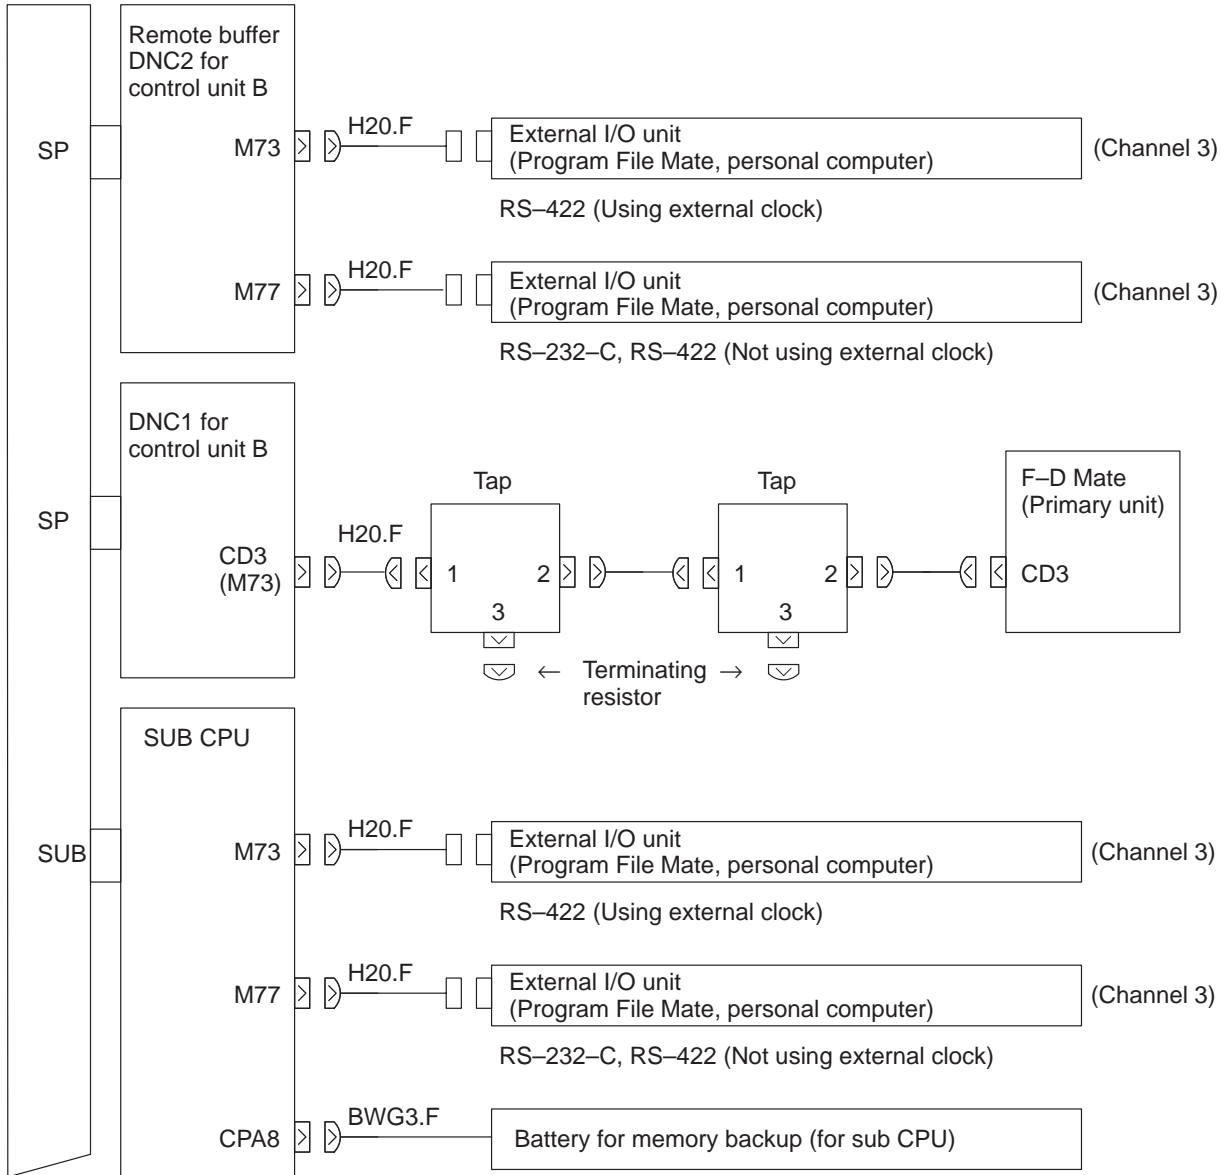 Remote buffer
DNC2 for
control unit B
SP
M73
H20.F
External I/O unit
(Program File Mate, personal computer)
(Channel 3)
RS–422 (Using external clock)
M77
H20.F
External I/O unit
(Program File Mate, personal computer)
(Channel 3)
RS–232–C, RS–422 (Not using external clock)
DNC1 for
control unit B
SP
CD3
(M73)
H20.F
Tap
1
2
3
Tap
1
2
3
F–D Mate
(Primary unit)
CD3
← Terminating →
resistor
SUB CPU
SUB
M73
H20.F
External I/O unit
(Program File Mate, personal computer)
(Channel 3)
RS–422 (Using external clock)
M77
H20.F
External I/O unit
(Program File Mate, personal computer)
(Channel 3)
RS–232–C, RS–422 (Not using external clock)
CPA8
BWG3.F
Battery for memory backup (for sub CPU)